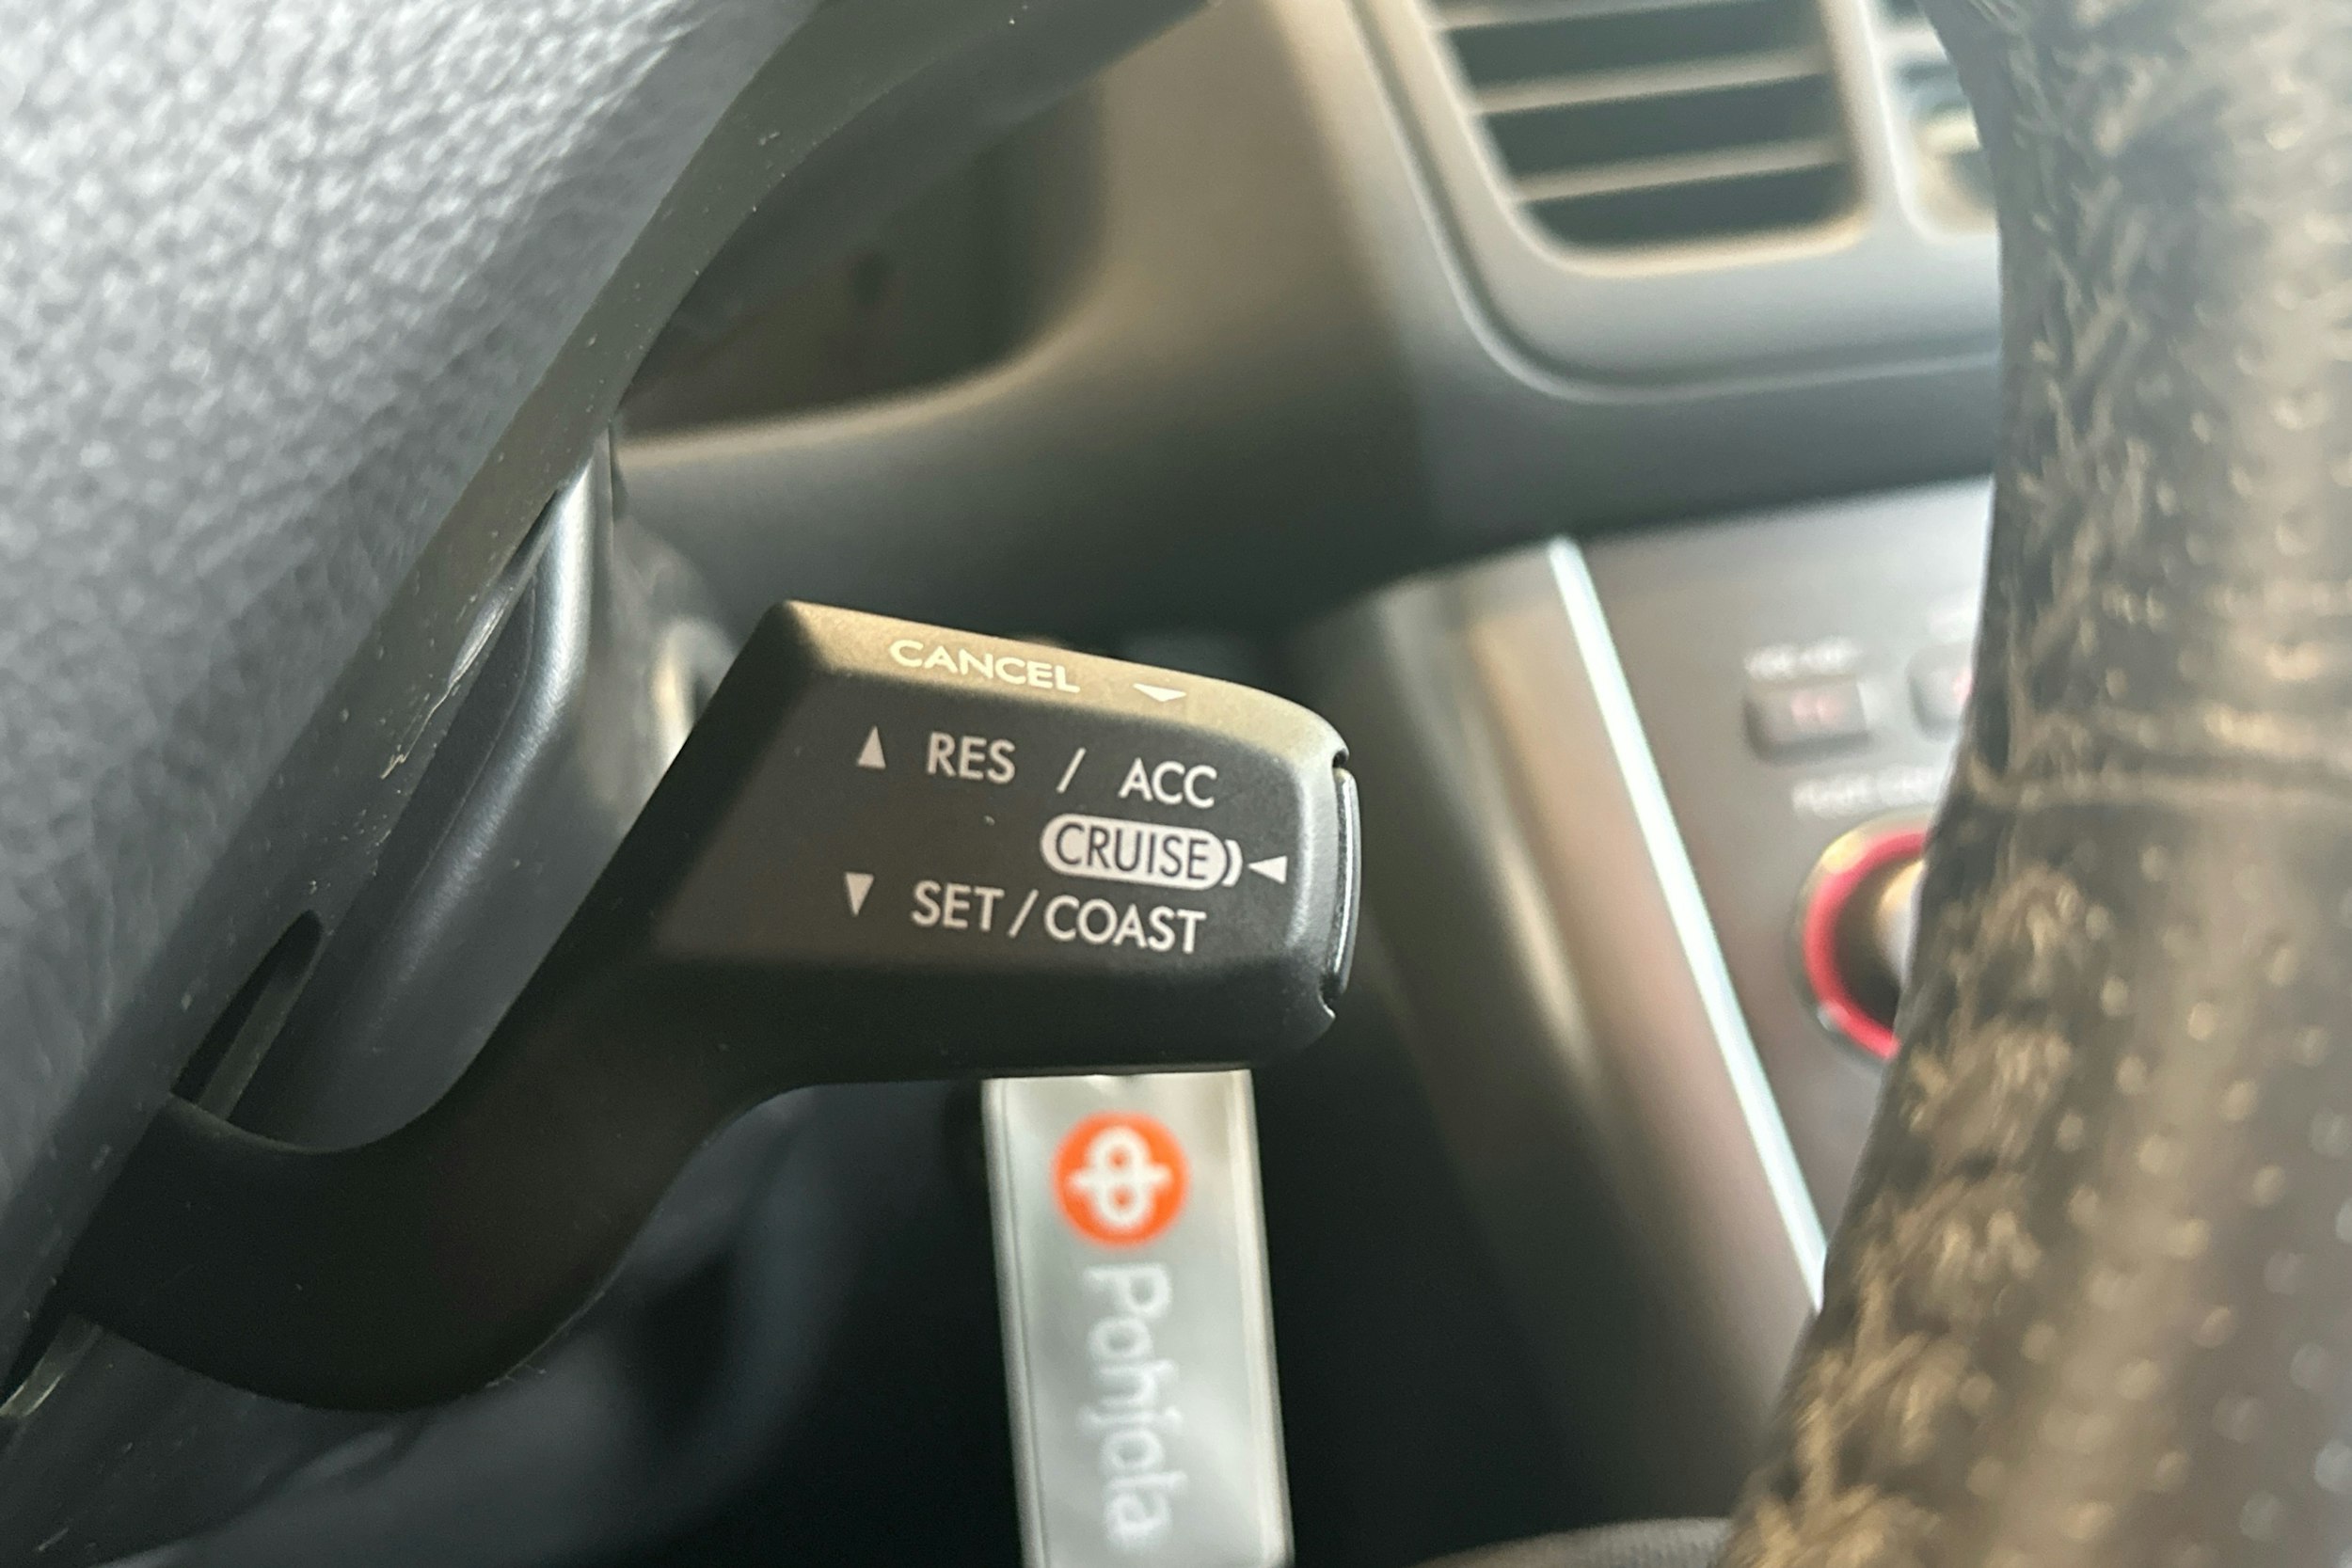 CANCEL
RES / ACC
CRUISE
SET / COAST
Pohjola